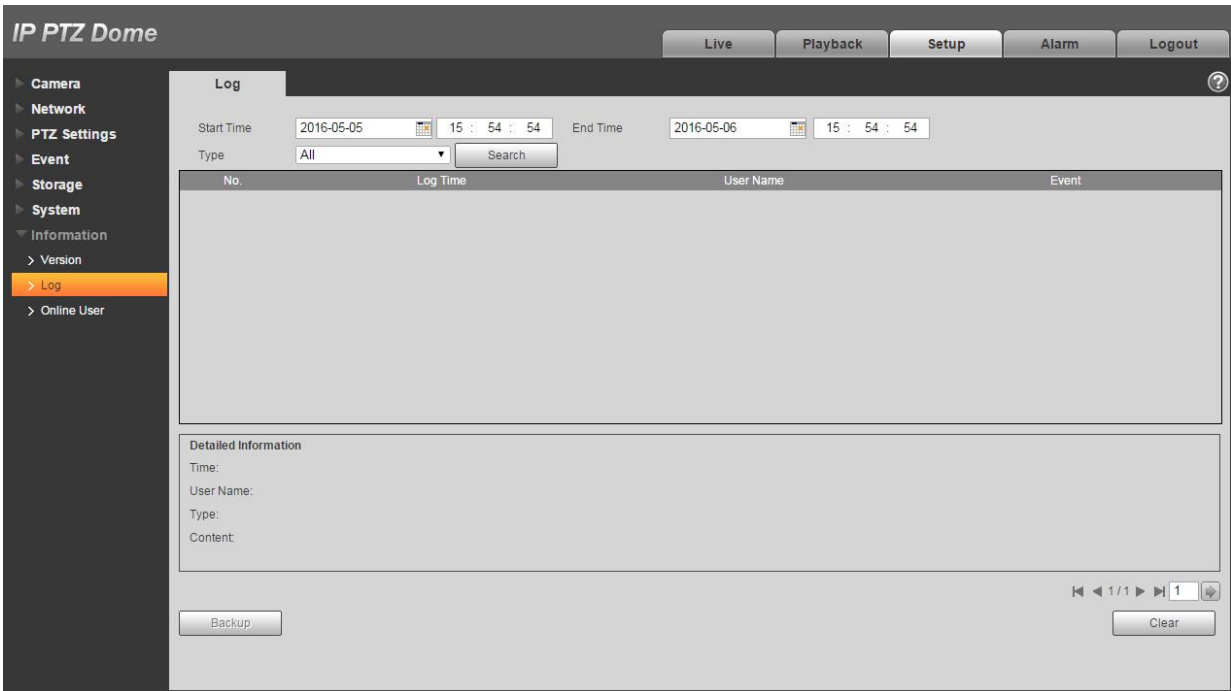 IP PTZ Dome
Live Playback Setup Alarm Logout
Camera
Network
PTZ Settings
Event
Storage
System
Information
Version
Log
Online User
Log
?
Start Time 2016-05-05 15 : 54 : 54 End Time 2016-05-06 15 : 54 : 54
Type All Search
No. Log Time User Name Event
Detailed Information
Time:
User Name:
Type:
Content:
1/1 1
Backup Clear